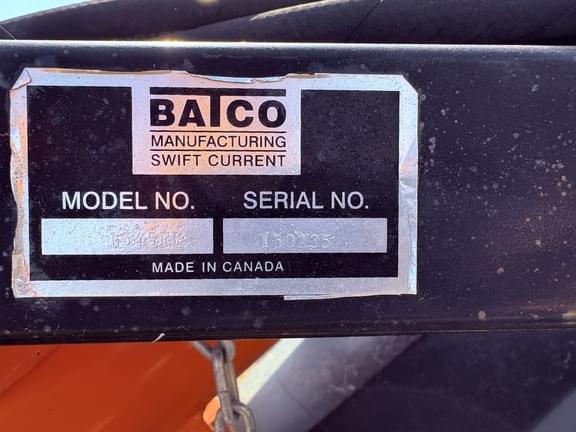 BATCO
MANUFACTURING
SWIFT CURRENT
MODEL NO. SERIAL NO.
MADE IN CANADA